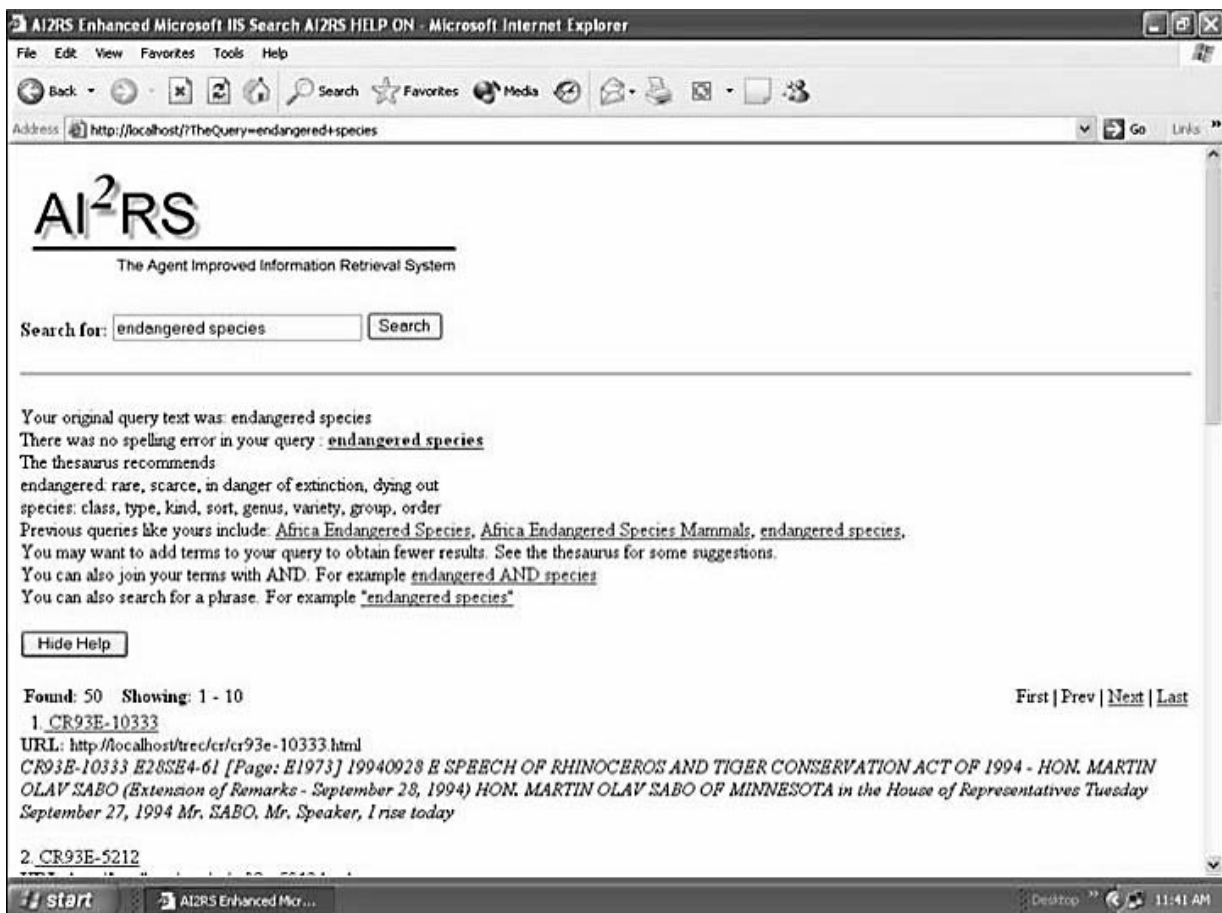 AI2RS Enhanced Microsoft IIS Search AI2RS HELP ON - Microsoft Internet Explorer
File Edit View Favorites Tools Help
Back Search Favorites Media
Address http://localhost/?TheQuery=endangered+species Go Links »
AI2RS
The Agent Improved Information Retrieval System
Search for: endangered species Search
Your original query text was: endangered species
There was no spelling error in your query : endangered species
The thesaurus recommends
endangered: rare, scarce, in danger of extinction, dying out
species: class, type, kind, sort, genus, variety, group, order
Previous queries like yours include: Africa Endangered Species, Africa Endangered Species Mammals, endangered species,
You may want to add terms to your query to obtain fewer results. See the thesaurus for some suggestions.
You can also join your terms with AND. For example endangered AND species
You can also search for a phrase. For example "endangered species"
Hide Help
Found: 50 Showing: 1 - 10 First | Prev | Next | Last
1. CR93E-10333
URL: http://localhost/trec/cr/cr93e-10333.html
CR93E-10333 E28SE4-61 [Page: E1973] 19940928 E SPEECH OF RHINOCEROS AND TIGER CONSERVATION ACT OF 1994 - HON. MARTIN
OLAV SABO (Extension of Remarks - September 28, 1994) HON. MARTIN OLAV SABO OF MINNESOTA in the House of Representatives Tuesday
September 27, 1994 Mr. SABO. Mr. Speaker, I rise today
2. CR93E-5212
start AI2RS Enhanced Micr... Desktop » 11:41 AM